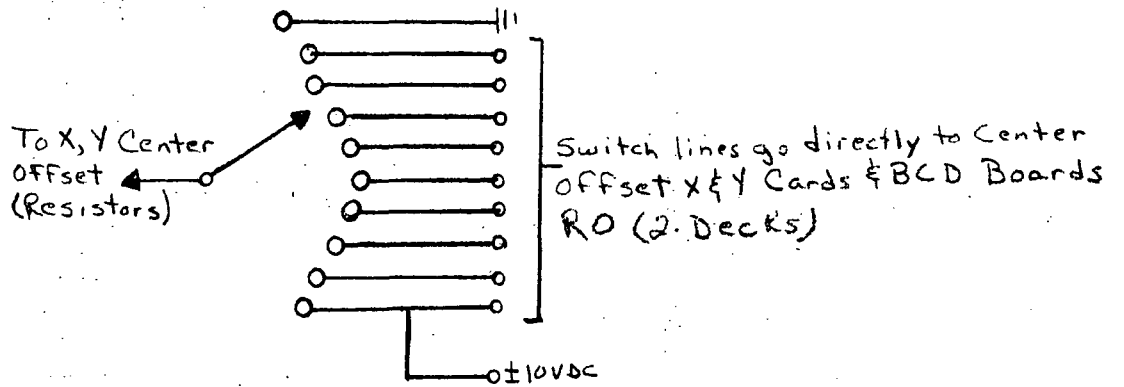 To X, Y Center
Offset
(Resistors)
Switch lines go directly to Center
Offset X & Y Cards & BCD Boards
RO (2 Decks)
±10VDC